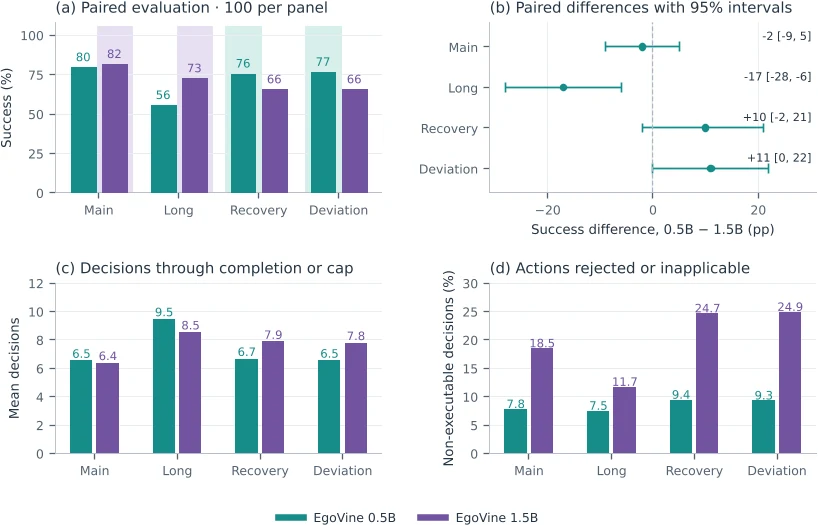 (a) Paired evaluation · 100 per panel
Success (%)
100
75
50
25
0
80
82
56
73
76
66
77
66
Main
Long
Recovery
Deviation
(b) Paired differences with 95% intervals
Main
Long
Recovery
Deviation
-2 [-9, 5]
-17 [-28, -6]
+10 [-2, 21]
+11 [0, 22]
−20
0
20
Success difference, 0.5B − 1.5B (pp)
(c) Decisions through completion or cap
Mean decisions
12
10
8
6
4
2
0
6.5
6.4
9.5
8.5
6.7
7.9
6.5
7.8
Main
Long
Recovery
Deviation
(d) Actions rejected or inapplicable
Non-executable decisions (%)
30
25
20
15
10
5
0
7.8
18.5
7.5
11.7
9.4
24.7
9.3
24.9
Main
Long
Recovery
Deviation
EgoVine 0.5B
EgoVine 1.5B